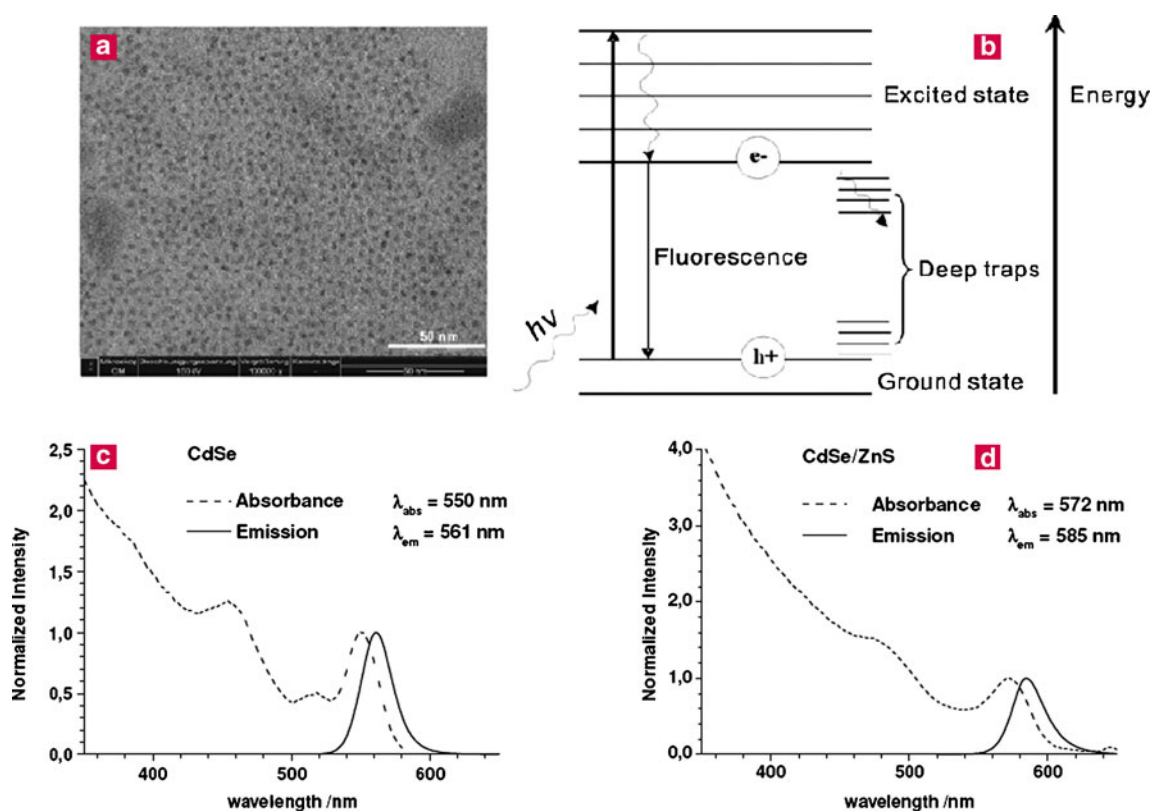 a
50 nm
b
Excited state
Energy
e-
Fluorescence
Deep traps
hν
h+
Ground state
c
CdSe
Absorbance λabs = 550 nm
Emission λem = 561 nm
Normalized Intensity
2,5
2,0
1,5
1,0
0,5
0,0
400 500 600
wavelength /nm
d
CdSe/ZnS
Absorbance λabs = 572 nm
Emission λem = 585 nm
Normalized Intensity
4,0
3,0
2,0
1,0
0,0
400 500 600
wavelength /nm